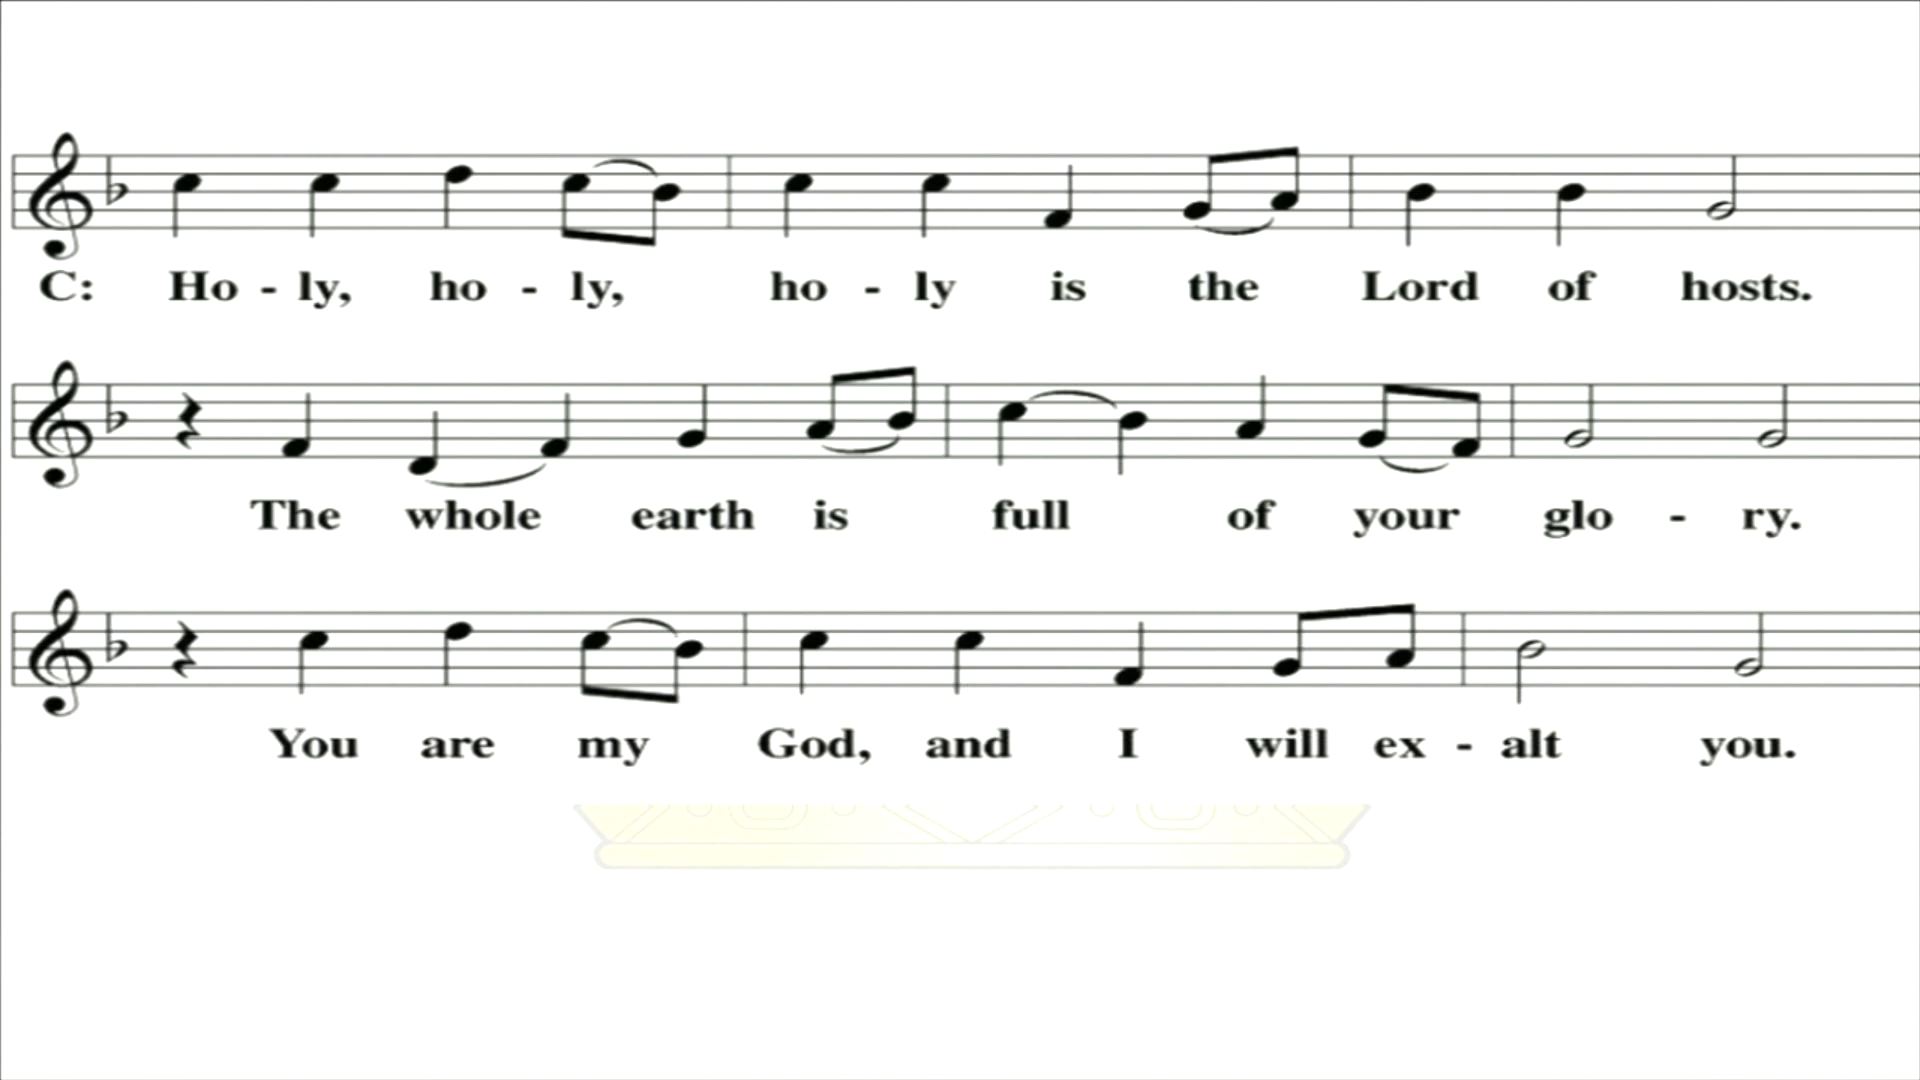 C: Ho - ly, ho - ly, ho - ly is the Lord of hosts.
The whole earth is full of your glo - ry.
You are my God, and I will ex - alt you.